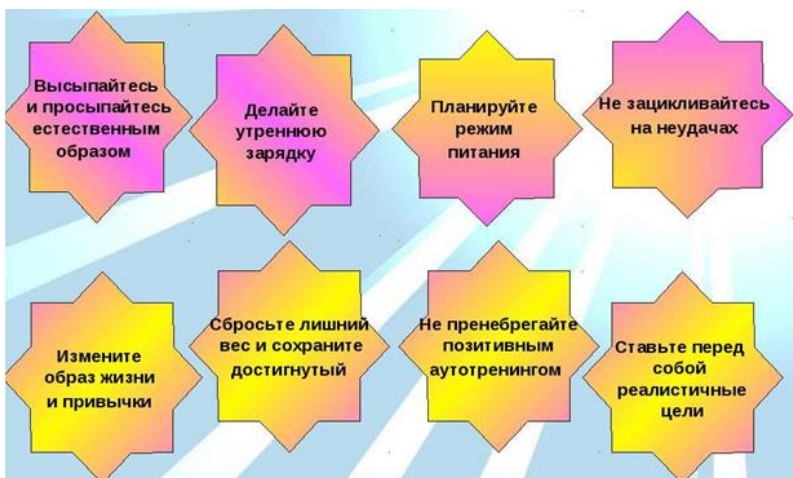 Высыпайтесь
и просыпайтесь
естественным
образом
Делайте
утреннюю
зарядку
Планируйте
режим
питания
Не зацикливайтесь
на неудачах
Измените
образ жизни
и привычки
Сбросьте лишний
вес и сохраните
достигнутый
Не пренебрегайте
позитивным
аутотренингом
Ставьте перед
собой
реалистичные
цели